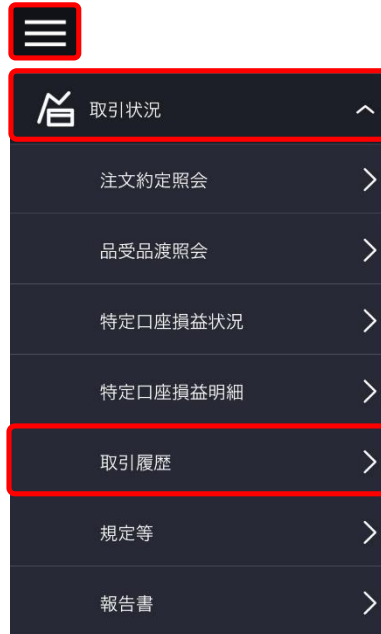 取引状況
注文約定照会
品受品渡照会
特定口座損益状況
特定口座損益明細
取引履歴
規定等
報告書